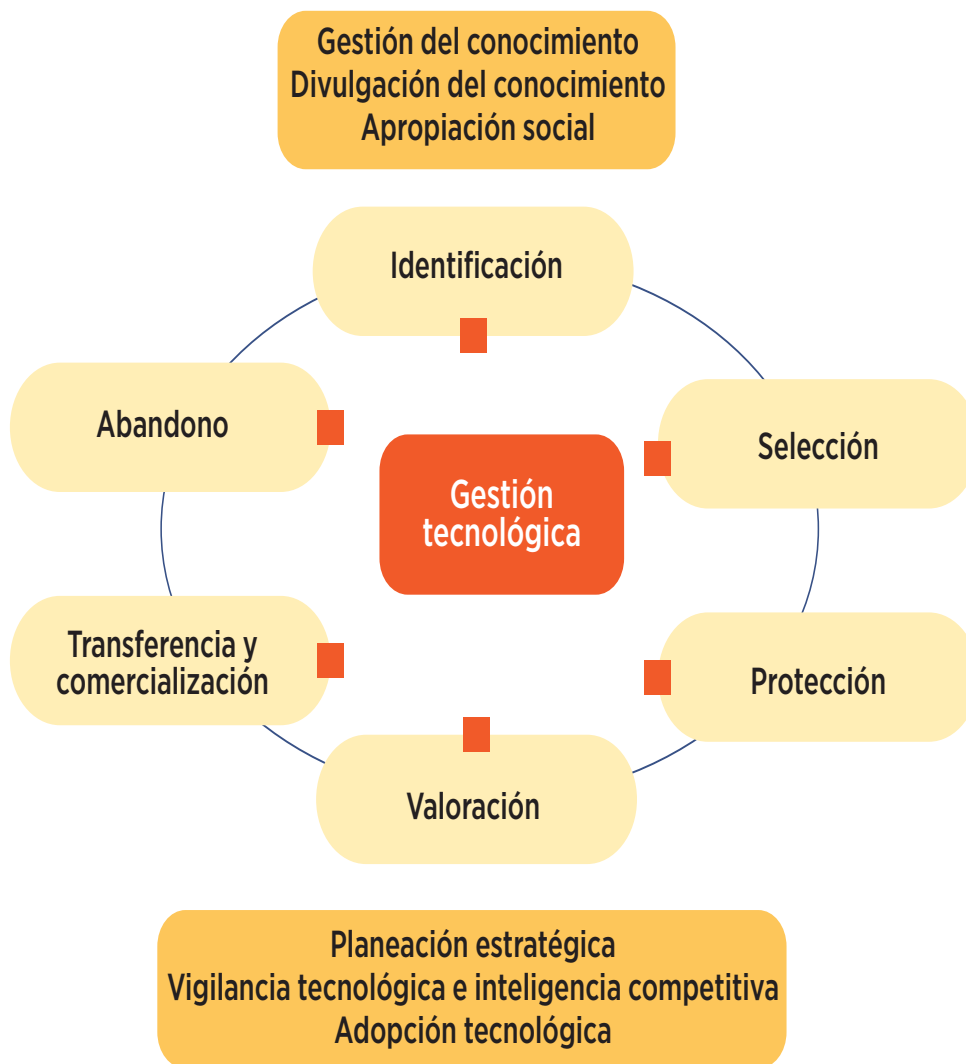 Gestión del conocimiento
Divulgación del conocimiento
Apropiación social
Identificación
Abandono
Selección
Gestión
tecnológica
Transferencia y
comercialización
Protección
Valoración
Planeación estratégica
Vigilancia tecnológica e inteligencia competitiva
Adopción tecnológica